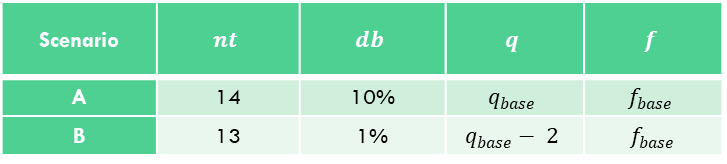 Scenario nt db q f
A 14 10% q_base f_base
B 13 1% q_base − 2 f_base